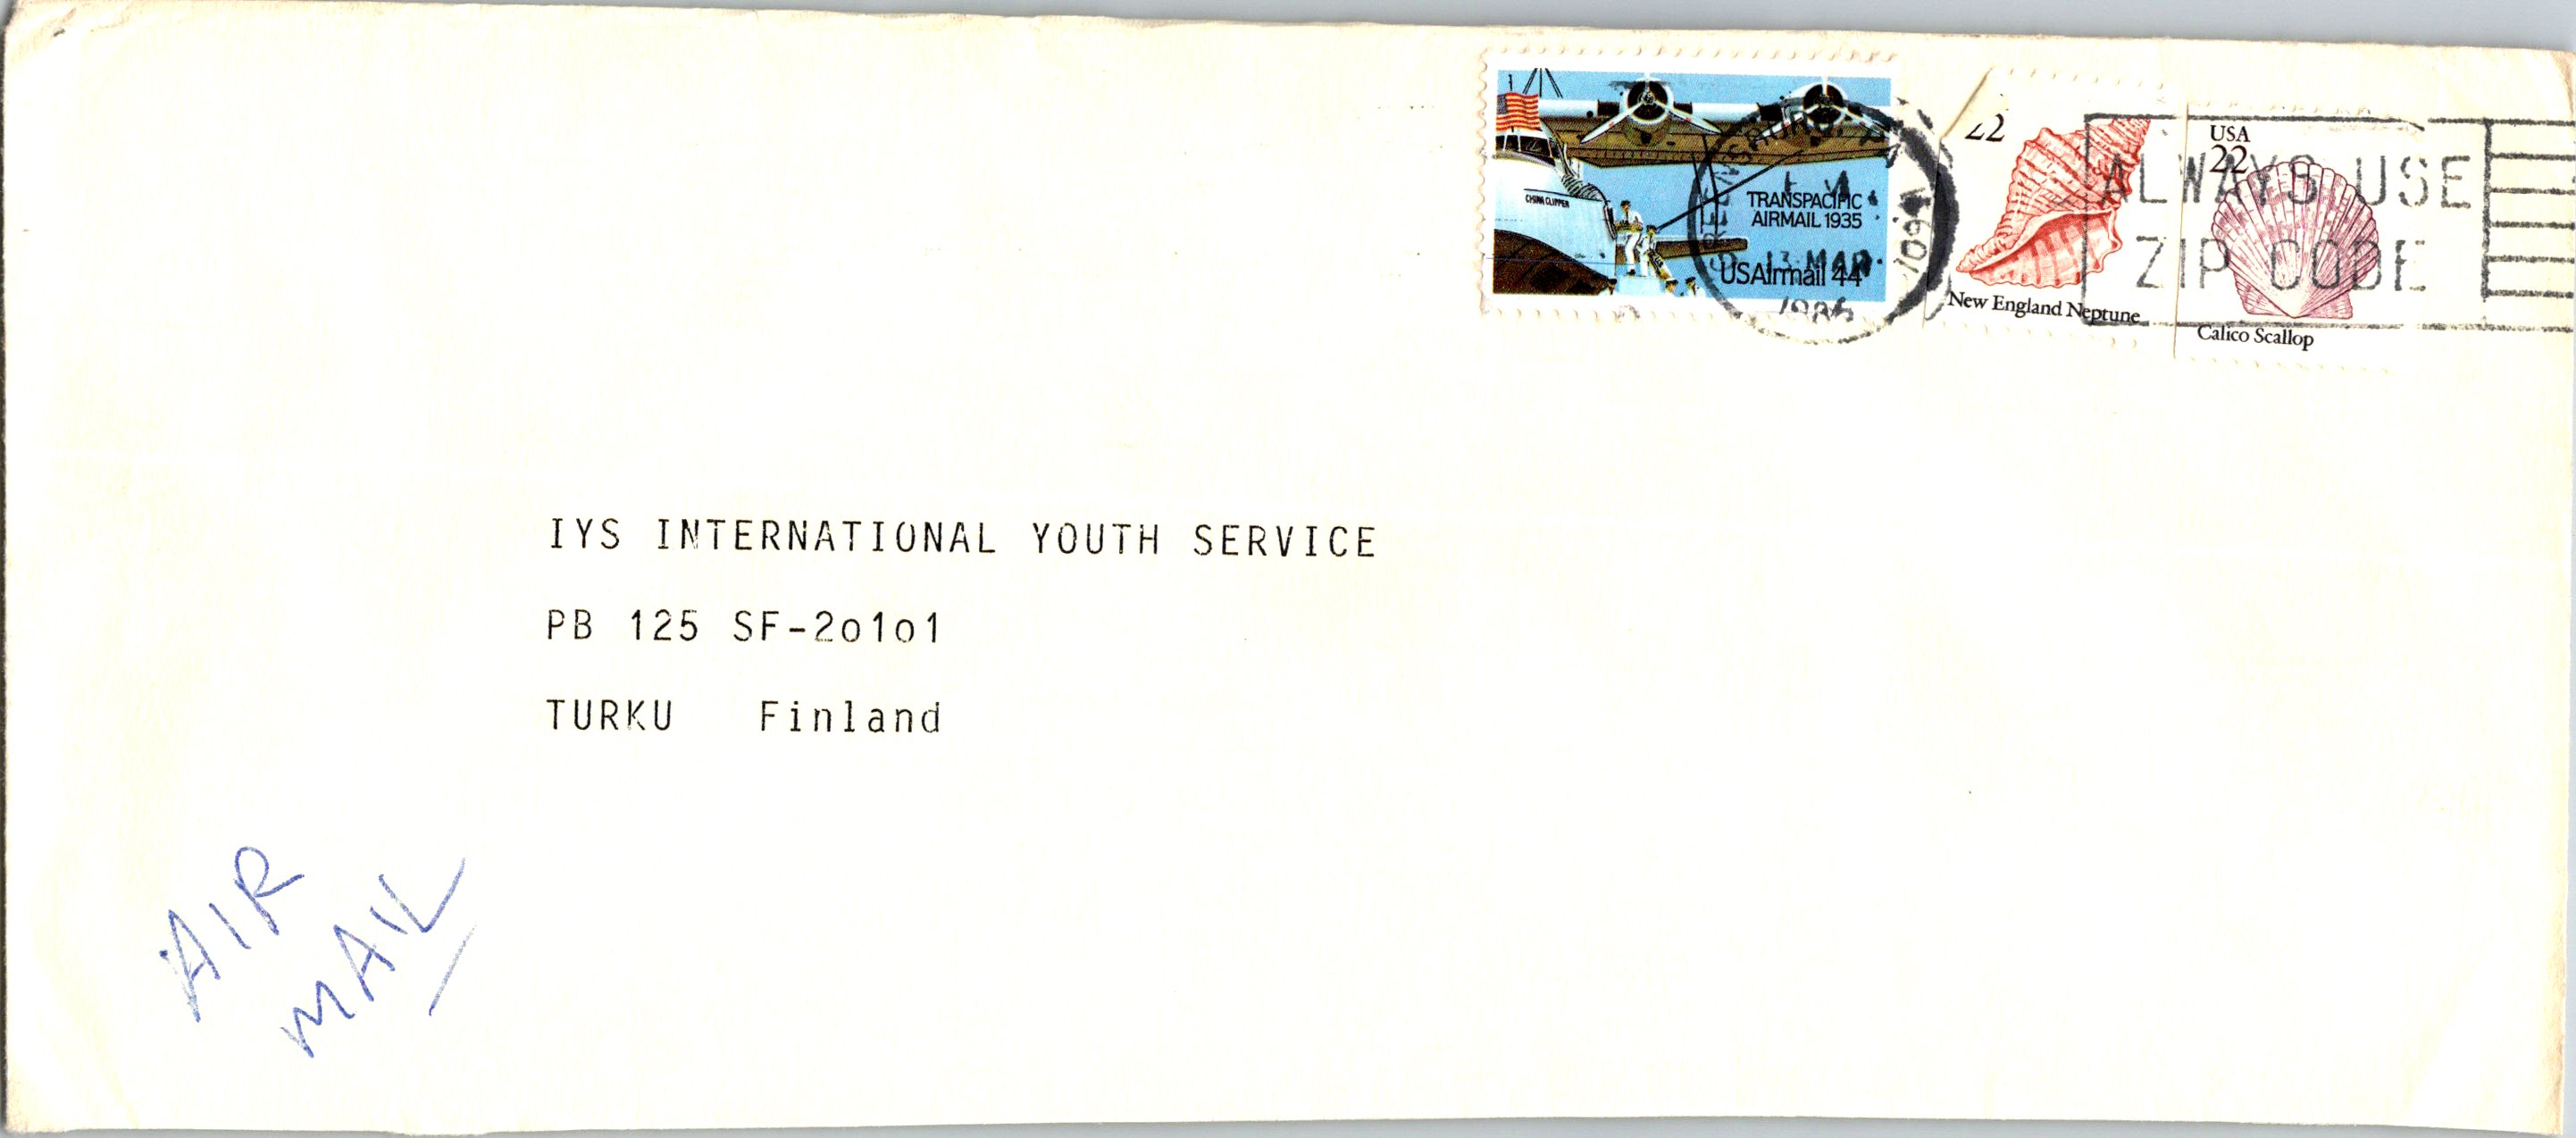 CHINA CLIPPER
TRANSPACIFIC
AIRMAIL 1935
USAirmail 44
13 MAR
1986
22
New England Neptune
USA
22
Calico Scallop
ALWAYS USE
ZIP CODE
IYS INTERNATIONAL YOUTH SERVICE
PB 125 SF-2o1o1
TURKU Finland
AIR
MAIL